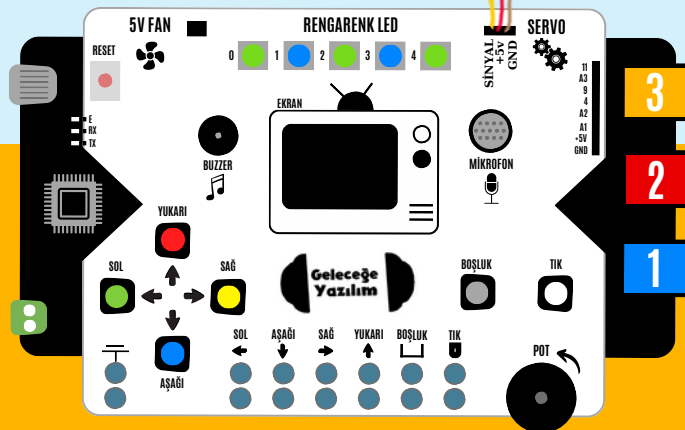 5V FAN
RENGARENK LED
SERVO
RESET
0 1 2 3 4
SİNYAL
+5v
GND
11
A3
9
4
A2
A1
+5V
GND
3
2
1
E
RX
TX
EKRAN
BUZZER
MİKROFON
YUKARI
SOL
SAĞ
AŞAĞI
Geleceğe
Yazılım
BOŞLUK
TIK
SOL AŞAĞI SAĞ YUKARI BOŞLUK TIK
POT